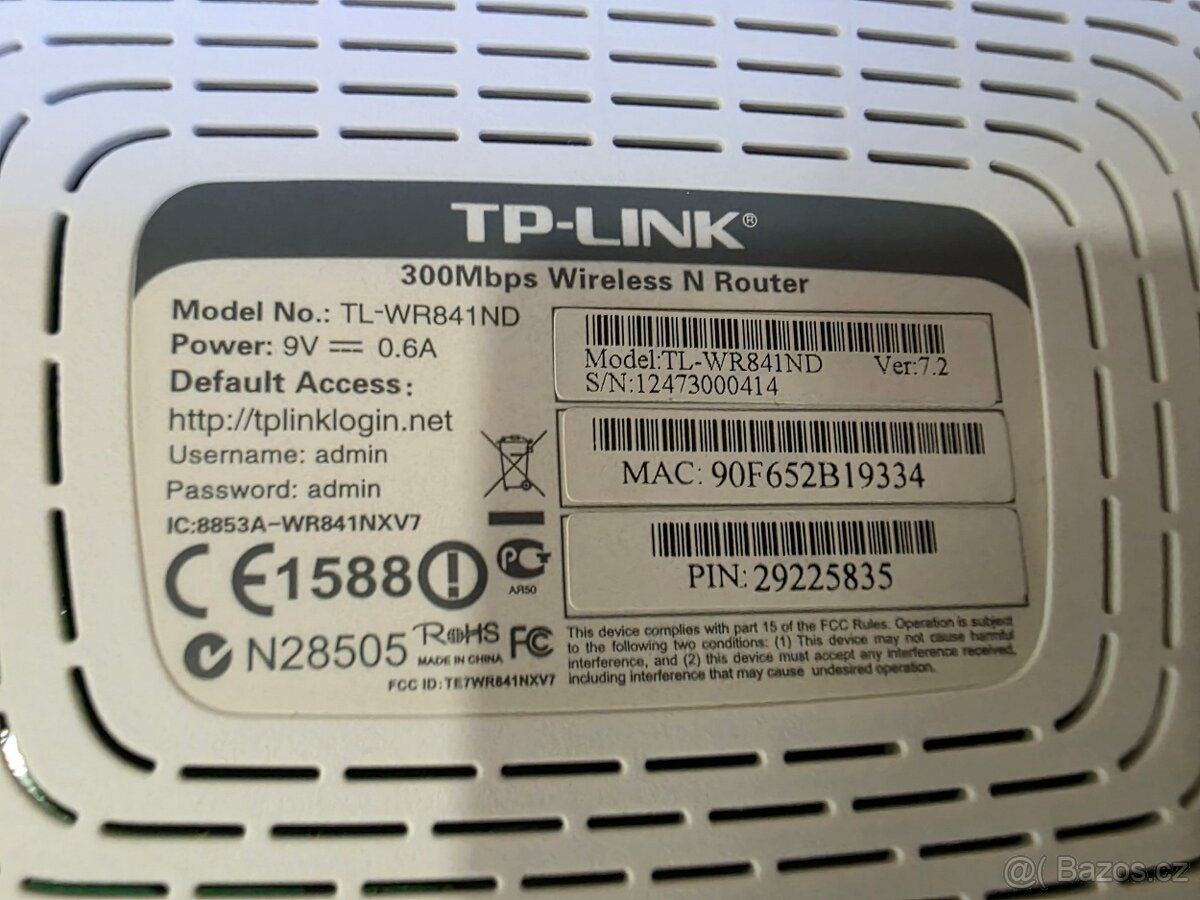 TP-LINK®
300Mbps Wireless N Router
Model No.: TL-WR841ND
Power: 9V 0.6A
Default Access:
http://tplinklogin.net
Username: admin
Password: admin
IC:8853A-WR841NXV7
CE1588
PCT
AЯ50
N28505
RoHS
MADE IN CHINA
FC
FCC ID:TE7WR841NXV7
Model:TL-WR841ND Ver:7.2
S/N:12473000414
MAC: 90F652B19334
PIN: 29225835
This device complies with part 15 of the FCC Rules. Operation is subject
to the following two conditions: (1) This device may not cause harmful
interference, and (2) this device must accept any interference received,
including interference that may cause undesired operation.
@( Bazos.cz